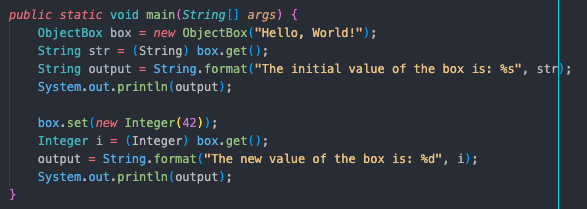 public static void main(String[] args) {
    ObjectBox box = new ObjectBox("Hello, World!");
    String str = (String) box.get();
    String output = String.format("The initial value of the box is: %s", str);
    System.out.println(output);

    box.set(new Integer(42));
    Integer i = (Integer) box.get();
    output = String.format("The new value of the box is: %d", i);
    System.out.println(output);
}